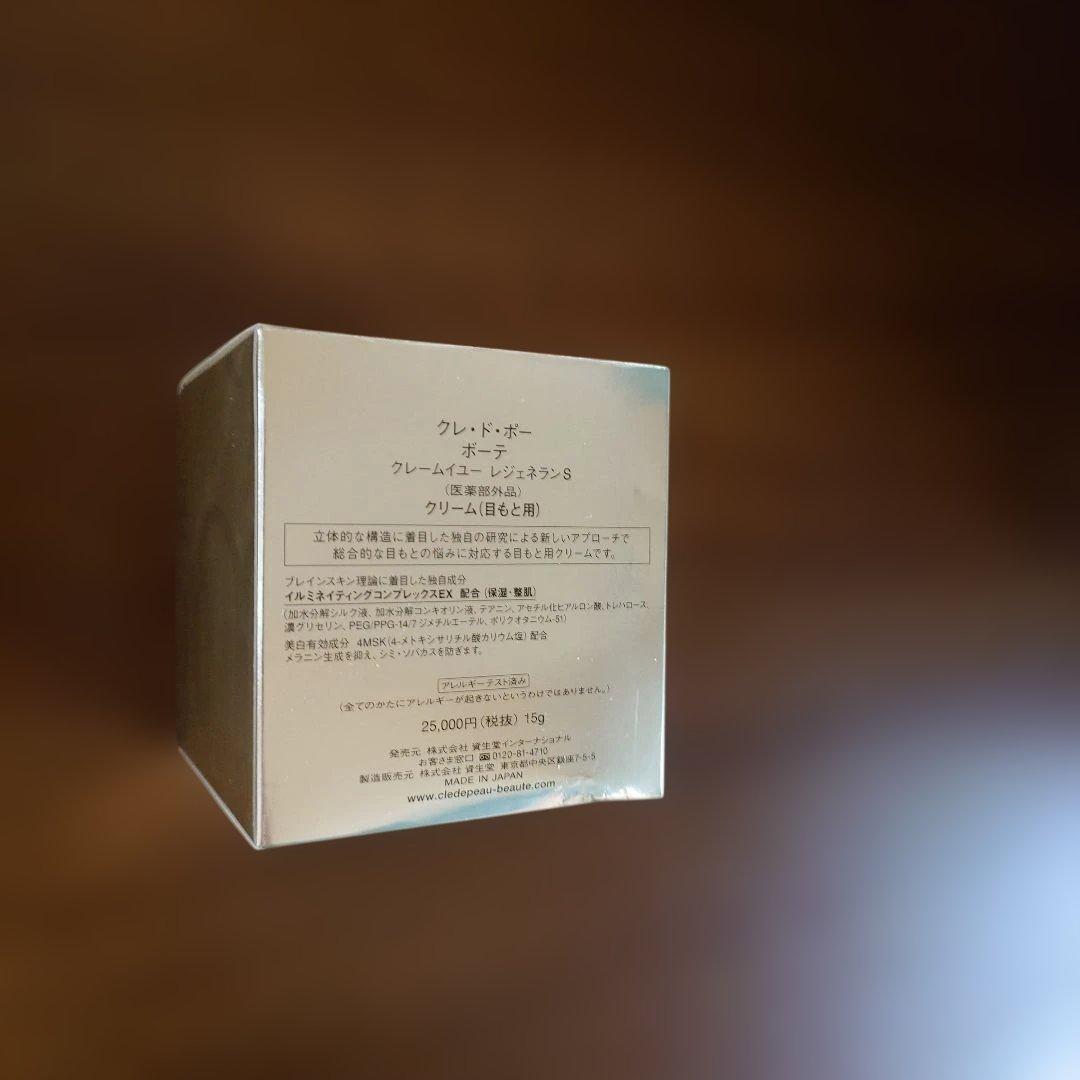 クレ・ド・ポー
ボーテ
クレームイユー レジェネランS
(医薬部外品)
クリーム(目もと用)
立体的な構造に着目した独自の研究による新しいアプローチで
総合的な目もとの悩みに対応する目もと用クリームです。
ブレインスキン理論に着目した独自成分
イルミネイティングコンプレックスEX 配合 (保湿・整肌)
(加水分解シルク液、加水分解コンキオリン液、テアニン、アセチル化ヒアルロン酸、トレハロース、
濃グリセリン、PEG/PPG-14/7 ジメチルエーテル、ポリクオタニウム-51)
美白有効成分 4MSK(4-メトキシサリチル酸カリウム塩) 配合
メラニン生成を抑え、シミ・ソバカスを防ぎます。
アレルギーテスト済み
(全てのかたにアレルギーが起きないというわけではありません。)
25,000円(税抜) 15g
発売元 株式会社 資生堂インターナショナル
お客さま窓口 0120-81-4710
製造販売元 株式会社 資生堂 東京都中央区銀座7-5-5
MADE IN JAPAN
www.cledepeau-beaute.com